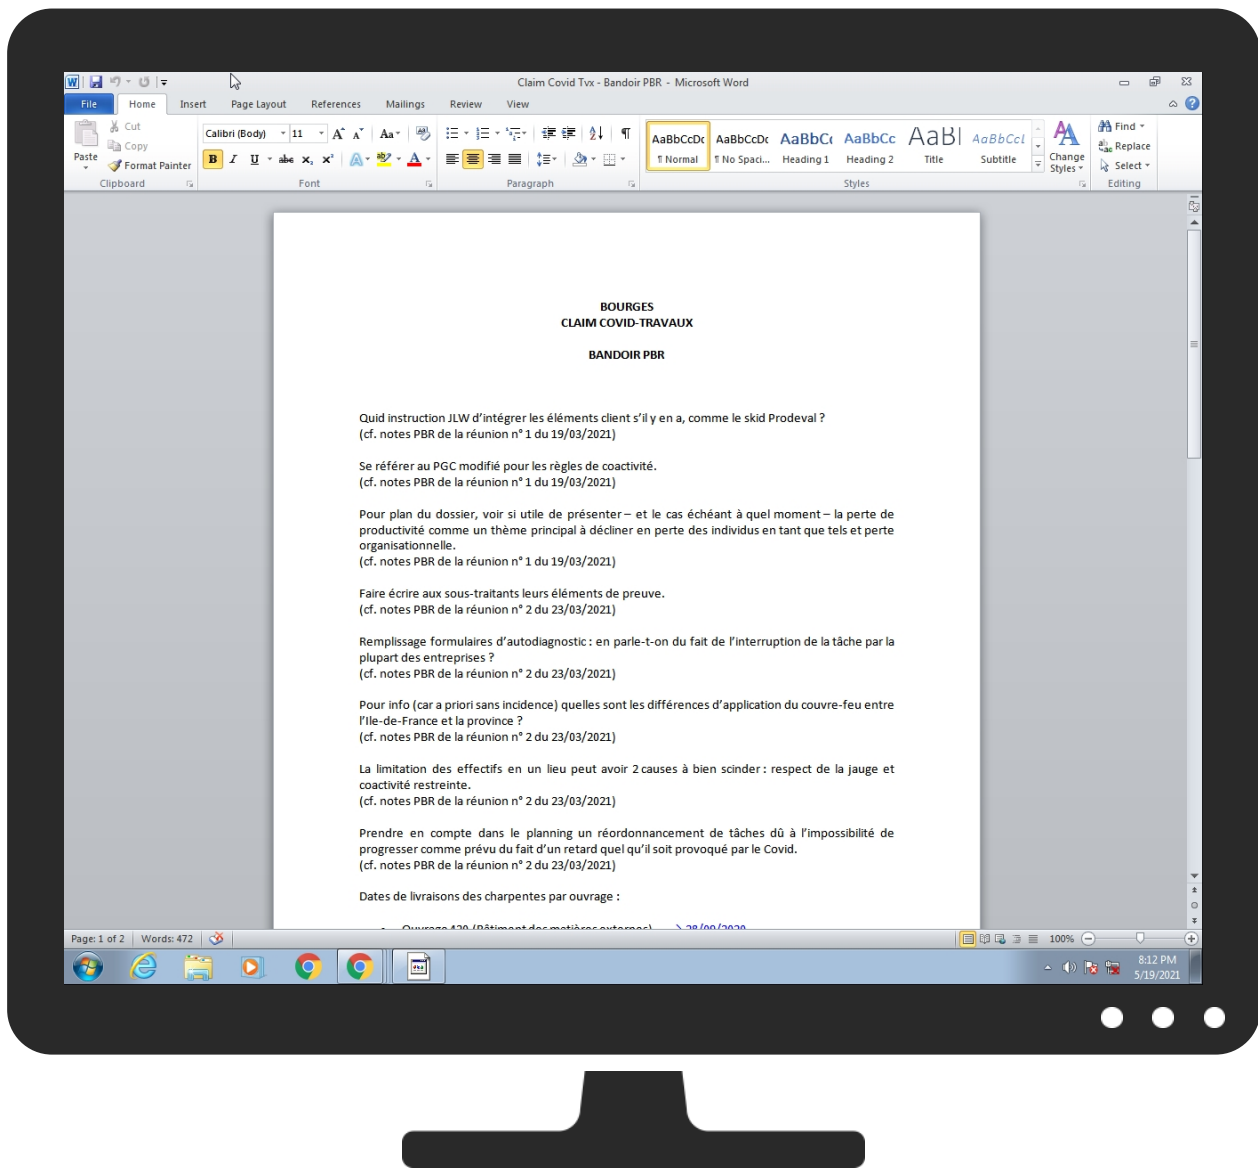 Claim Covid Tvx - Bandoir PBR - Microsoft Word
File Home Insert Page Layout References Mailings Review View
Paste
Cut
Copy
Format Painter
Clipboard
Calibri (Body) 11
Font
Paragraph
AaBbCcDc AaBbCcDc AaBbCc AaBbCc AaBl AaBbCcl
¶ Normal ¶ No Spaci... Heading 1 Heading 2 Title Subtitle
Change Styles
Styles
Find
Replace
Select
Editing
BOURGES
CLAIM COVID-TRAVAUX
BANDOIR PBR
Quid instruction JLW d’intégrer les éléments client s’il y en a, comme le skid Prodeval ?
(cf. notes PBR de la réunion n° 1 du 19/03/2021)
Se référer au PGC modifié pour les règles de coactivité.
(cf. notes PBR de la réunion n° 1 du 19/03/2021)
Pour plan du dossier, voir si utile de présenter – et le cas échéant à quel moment – la perte de
productivité comme un thème principal à décliner en perte des individus en tant que tels et perte
organisationnelle.
(cf. notes PBR de la réunion n° 1 du 19/03/2021)
Faire écrire aux sous-traitants leurs éléments de preuve.
(cf. notes PBR de la réunion n° 2 du 23/03/2021)
Remplissage formulaires d’autodiagnostic : en parle-t-on du fait de l’interruption de la tâche par la
plupart des entreprises ?
(cf. notes PBR de la réunion n° 2 du 23/03/2021)
Pour info (car a priori sans incidence) quelles sont les différences d’application du couvre-feu entre
l’Ile-de-France et la province ?
(cf. notes PBR de la réunion n° 2 du 23/03/2021)
La limitation des effectifs en un lieu peut avoir 2 causes à bien scinder : respect de la jauge et
coactivité restreinte.
(cf. notes PBR de la réunion n° 2 du 23/03/2021)
Prendre en compte dans le planning un réordonnancement de tâches dû à l’impossibilité de
progresser comme prévu du fait d’un retard quel qu’il soit provoqué par le Covid.
(cf. notes PBR de la réunion n° 2 du 23/03/2021)
Dates de livraisons des charpentes par ouvrage :
Page: 1 of 2 Words: 472 100%
8:12 PM
5/19/2021